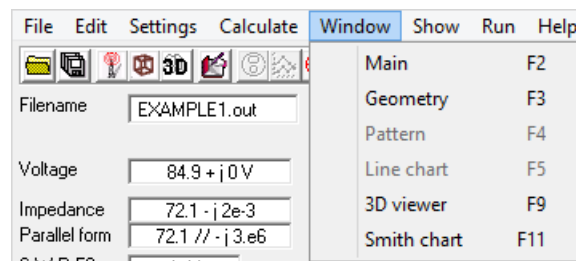 File Edit Settings Calculate Window Show Run Help
3D
Filename EXAMPLE1.out
Voltage 84.9 + j 0 V
Impedance 72.1 - j 2e-3
Parallel form 72.1 // - j 3.e6
Main F2
Geometry F3
Pattern F4
Line chart F5
3D viewer F9
Smith chart F11